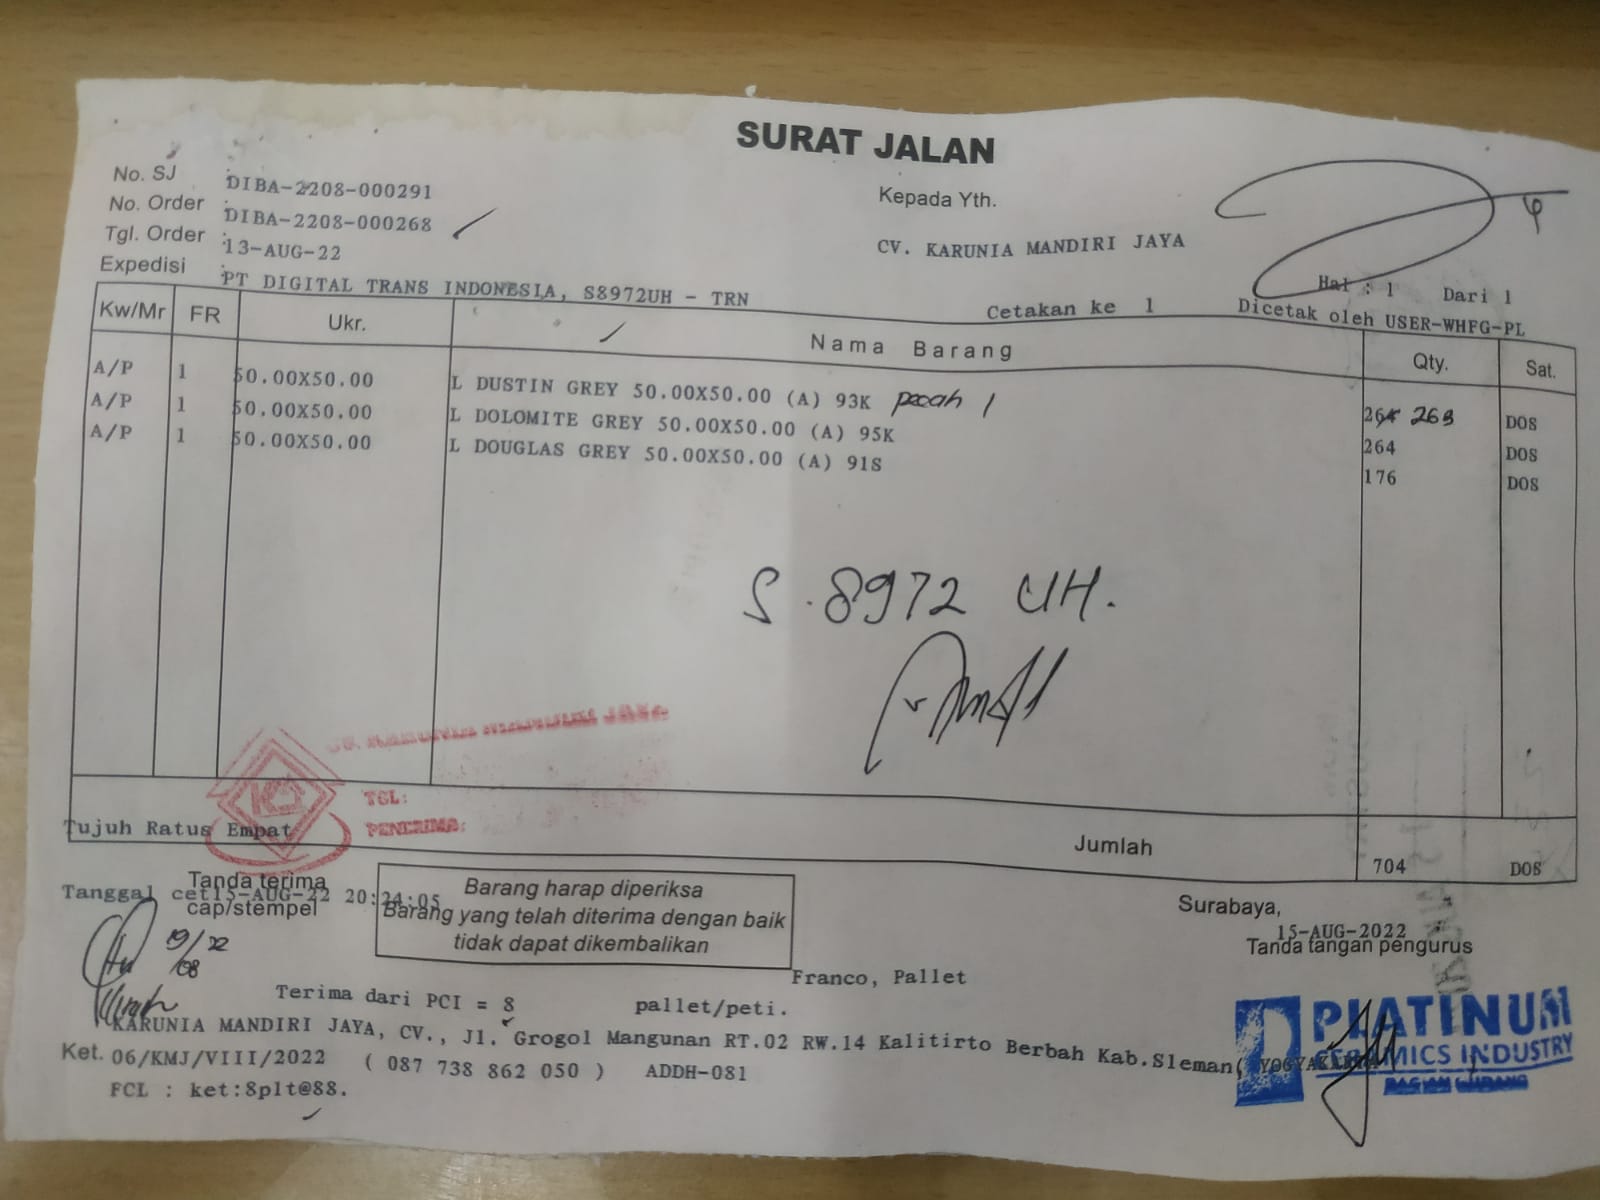 SURAT JALAN
No. SJ : DIBA-2208-000291
No. Order : DIBA-2208-000268
Tgl. Order : 13-AUG-22
Expedisi : PT DIGITAL TRANS INDONESIA, S8972UH - TRN
Kepada Yth.
CV. KARUNIA MANDIRI JAYA
Hal : 1 Dari 1
Cetakan ke 1 Dicetak oleh USER-WHFG-PL
Kw/Mr FR Ukr. Nama Barang Qty. Sat.
A/P 1 50.00X50.00 L DUSTIN GREY 50.00X50.00 (A) 93K pecah 1 264 263 DOS
A/P 1 50.00X50.00 L DOLOMITE GREY 50.00X50.00 (A) 95K 264 DOS
A/P 1 50.00X50.00 L DOUGLAS GREY 50.00X50.00 (A) 91S 176 DOS
S. 8972 UH.
CV. KARUNIA MANDIRI JAYA
TGL:
PENERIMA:
Tujuh Ratus Empat
Jumlah 704 DOS
Tanggal cet15-AUG-22 20:24:05
Tanda terima
cap/stempel
19/22
08
Barang harap diperiksa
Barang yang telah diterima dengan baik
tidak dapat dikembalikan
Surabaya,
15-AUG-2022
Tanda tangan pengurus
Franco, Pallet
Terima dari PCI = 8 pallet/peti.
KARUNIA MANDIRI JAYA, CV., Jl. Grogol Mangunan RT.02 RW.14 Kalitirto Berbah Kab.Sleman( YOGYAKARTA
Ket. 06/KMJ/VIII/2022 ( 087 738 862 050 ) ADDH-081
FCL : ket:8plt@88.
PLATINUM
CERAMICS INDUSTRY
BAGIAN GUDANG